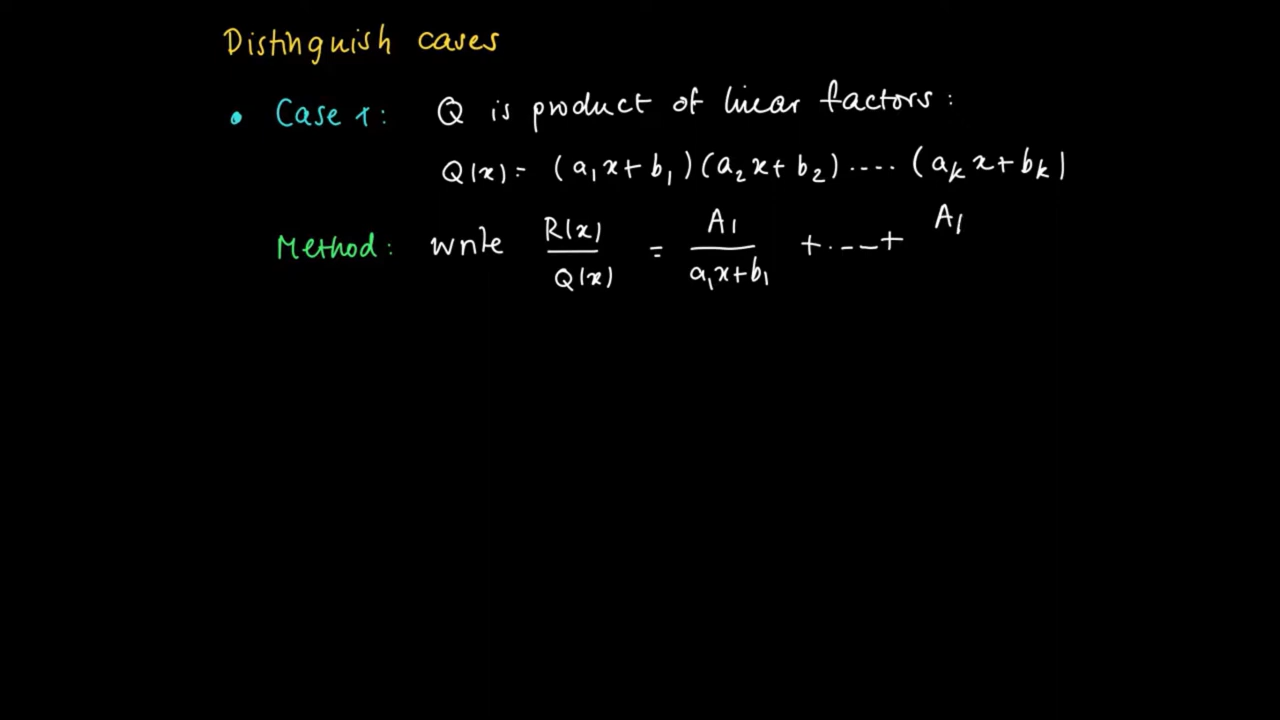 Distinguish cases
• Case 1: Q is product of linear factors:
Q(x) = (a₁x + b₁)(a₂x + b₂) .... (aₖx + bₖ)
Method: write R(x)/Q(x) = A₁/(a₁x + b₁) + .--+ A₁